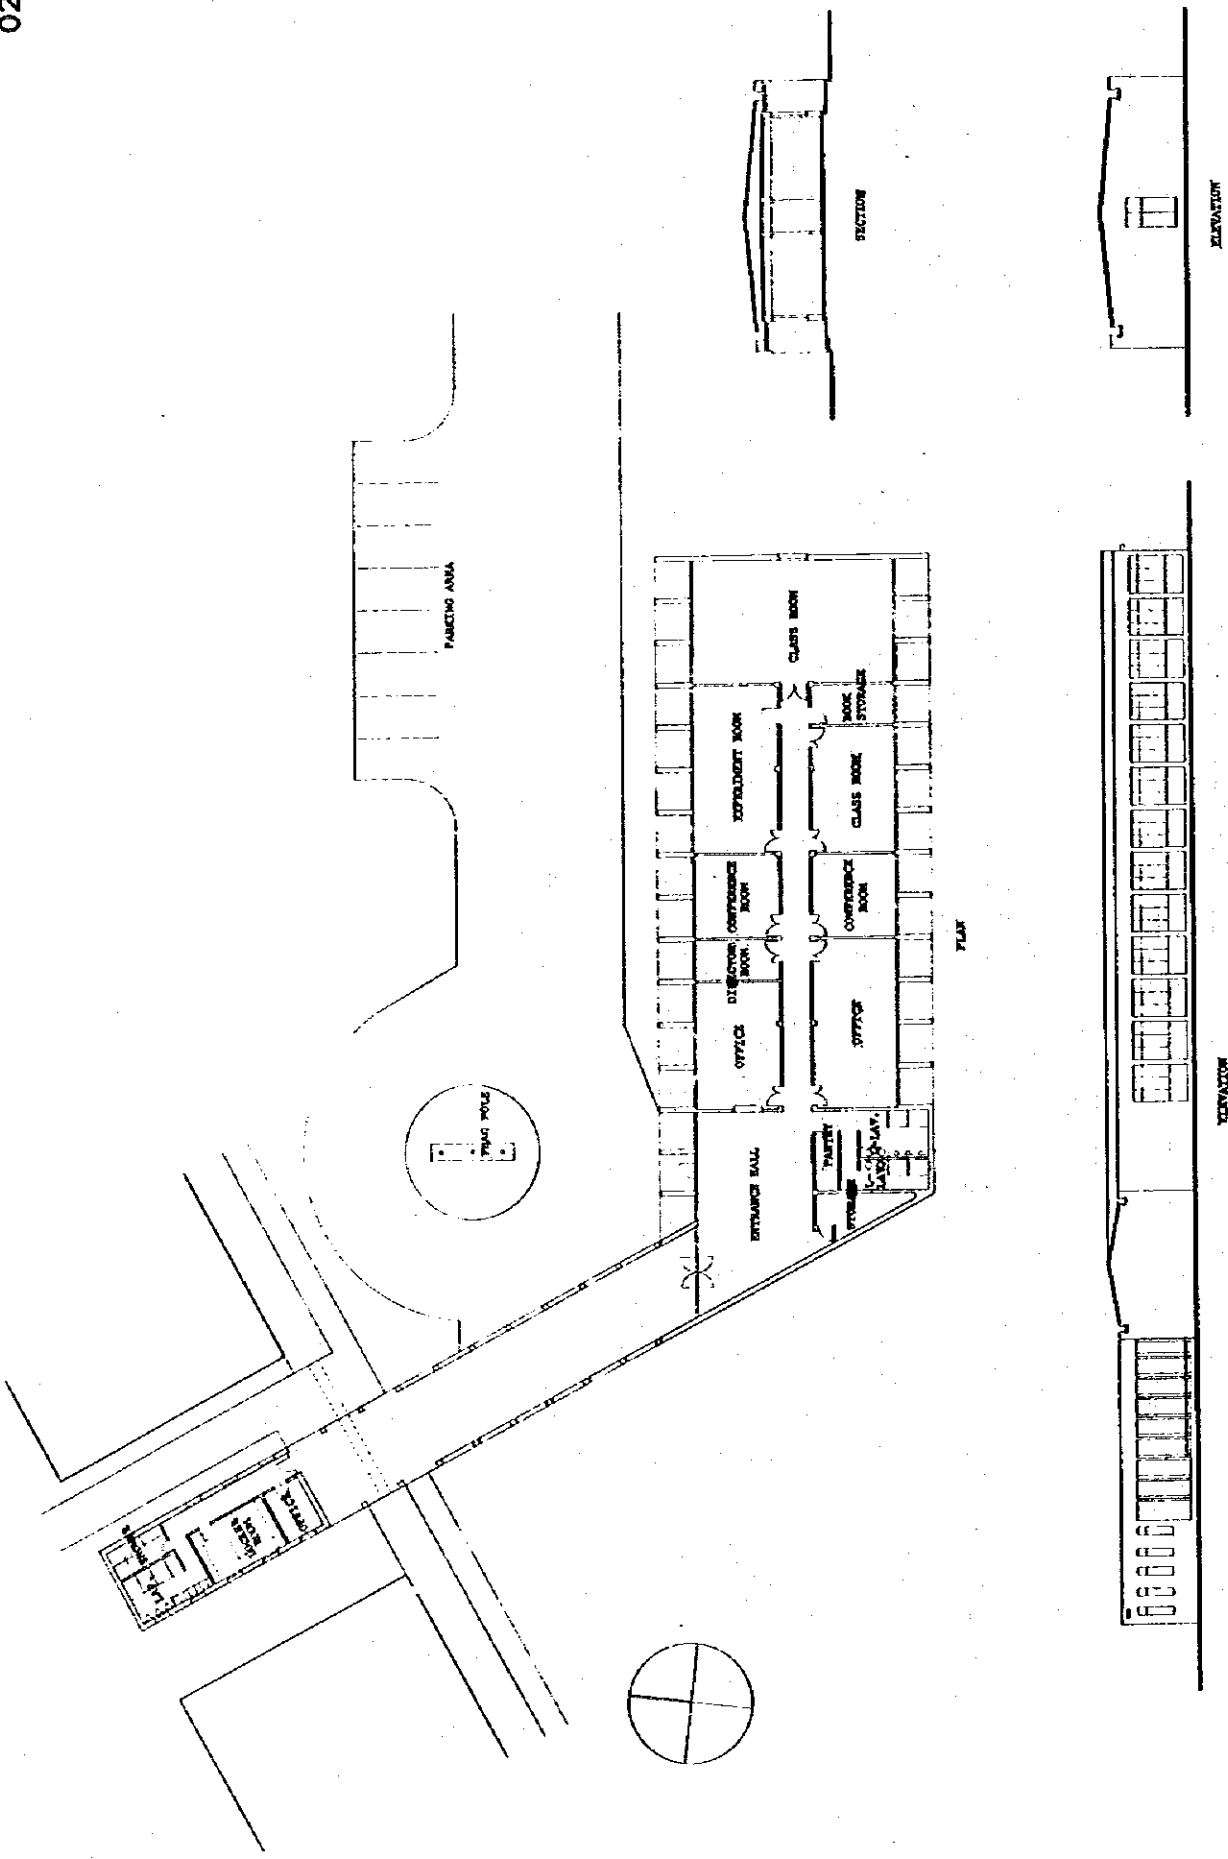 02
SECTION
ELEVATION
PARKING AREA
CLASS ROOM
EXPERIMENT ROOM
BOOK
STORAGE
CLASS ROOM
CONFERENCE
ROOM
CONFERENCE
ROOM
DIRECTOR
ROOM
OFFICE
OFFICE
PLAN
FLAG POLE
ENTRANCE HALL
PANTRY
STORAGE
LAV.
LAV.
ELEVATION
LOCKER
ROOM
OFFICE
LAV.